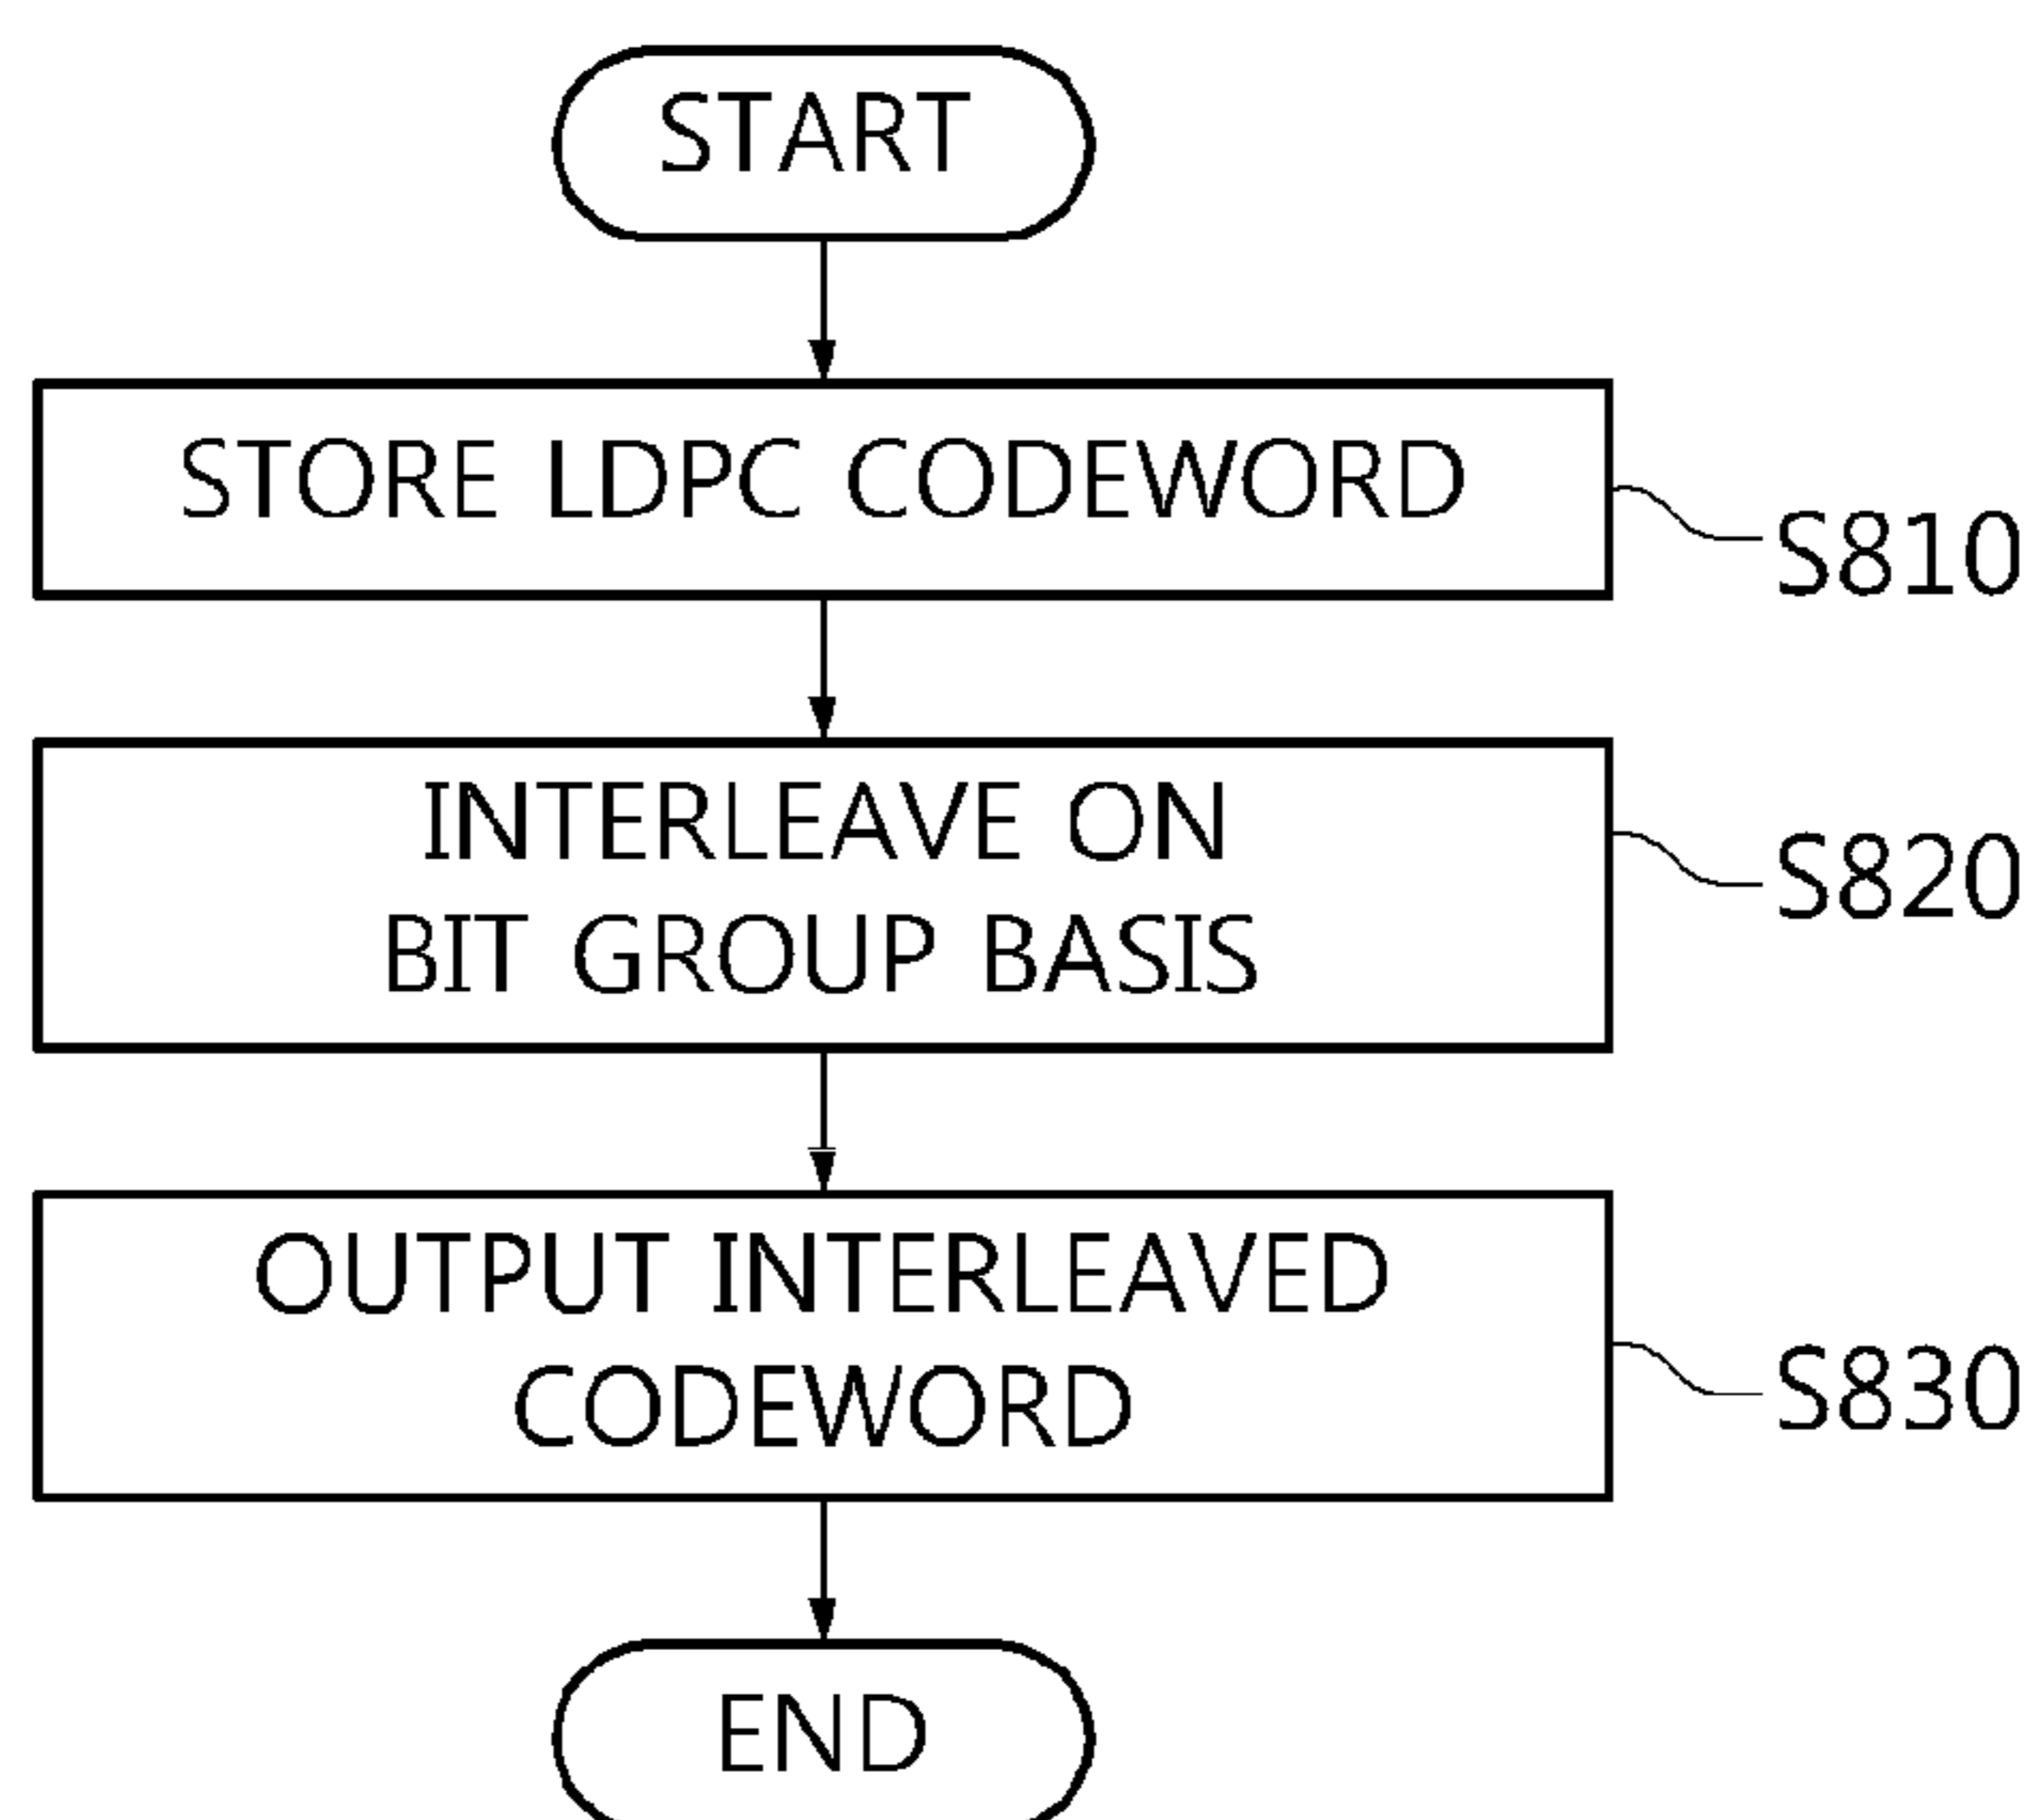 START
STORE LDPC CODEWORD
S810
INTERLEAVE ON
BIT GROUP BASIS
S820
OUTPUT INTERLEAVED
CODEWORD
S830
END